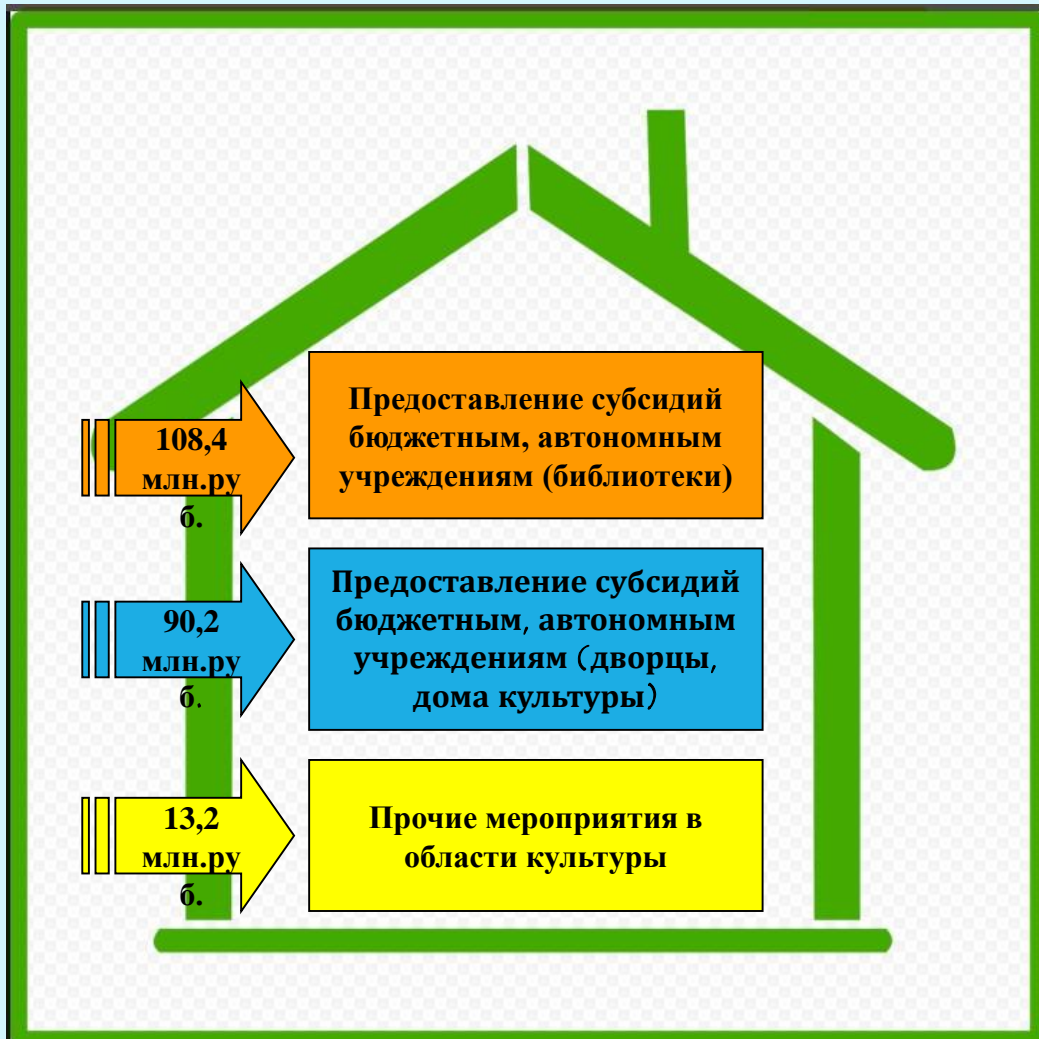 108,4
млн.ру
б.
Предоставление субсидий
бюджетным, автономным
учреждениям (библиотеки)
90,2
млн.ру
б.
Предоставление субсидий
бюджетным, автономным
учреждениям (дворцы,
дома культуры)
13,2
млн.ру
б.
Прочие мероприятия в
области культуры